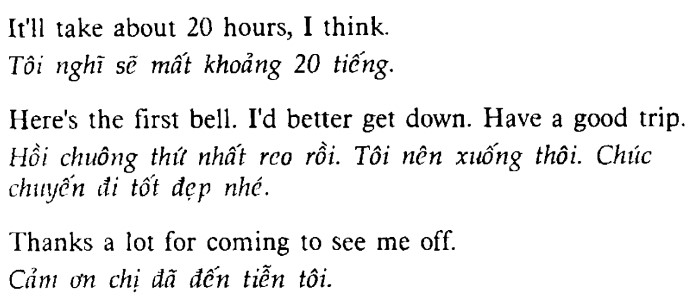 It'll take about 20 hours, I think.
Tôi nghĩ sẽ mất khoảng 20 tiếng.
Here's the first bell. I'd better get down. Have a good trip.
Hồi chuông thứ nhất reo rồi. Tôi nên xuống thôi. Chúc
chuyến đi tốt đẹp nhé.
Thanks a lot for coming to see me off.
Cảm ơn chị đã đến tiễn tôi.